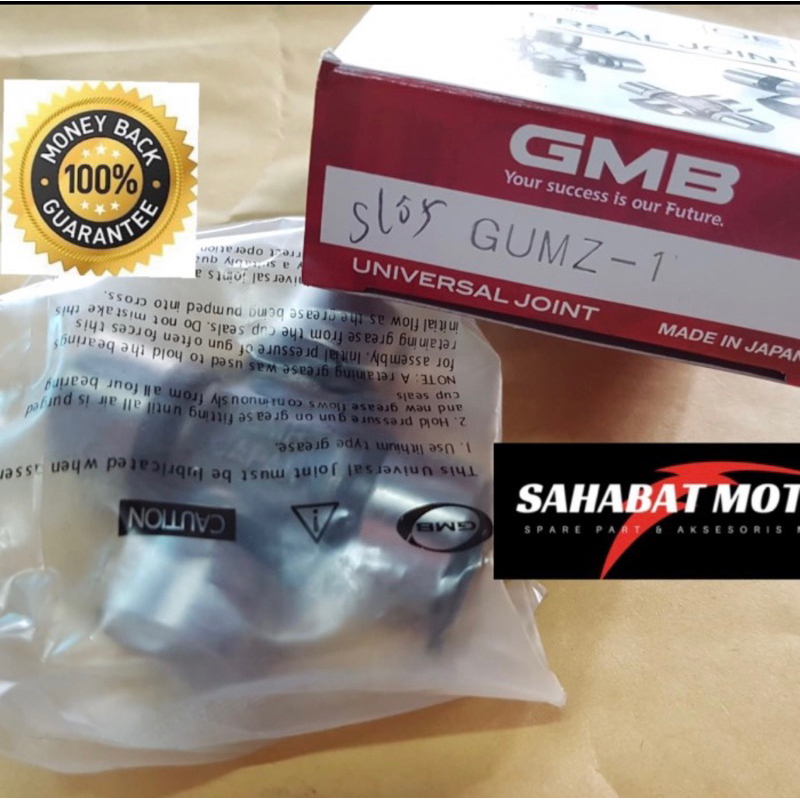 RSAL JOINT
GMB
Your success is our Future.
GUMZ-1
UNIVERSAL JOINT
MADE IN JAPAN
MONEY BACK
100%
GUARANTEE
GMB
CAUTION
This Universal Joint must be lubricated when
1. Use lithium type grease.
2. Hold pressure gun on grease fitting until all air is purged
and new grease flows continuously from all four bearing
cup seals
NOTE: A retaining grease was used to hold the bearings
for assembly. Initial pressure of gun often forces this
retaining grease from the cup seals. Do not mistake this
initial flow as the grease being pumped into cross.
joints
a suitably
operation
SAHABAT MOT
SPARE PART & AKSESORIS